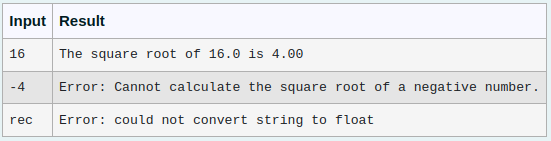 Input Result
16 The square root of 16.0 is 4.00
-4 Error: Cannot calculate the square root of a negative number.
rec Error: could not convert string to float